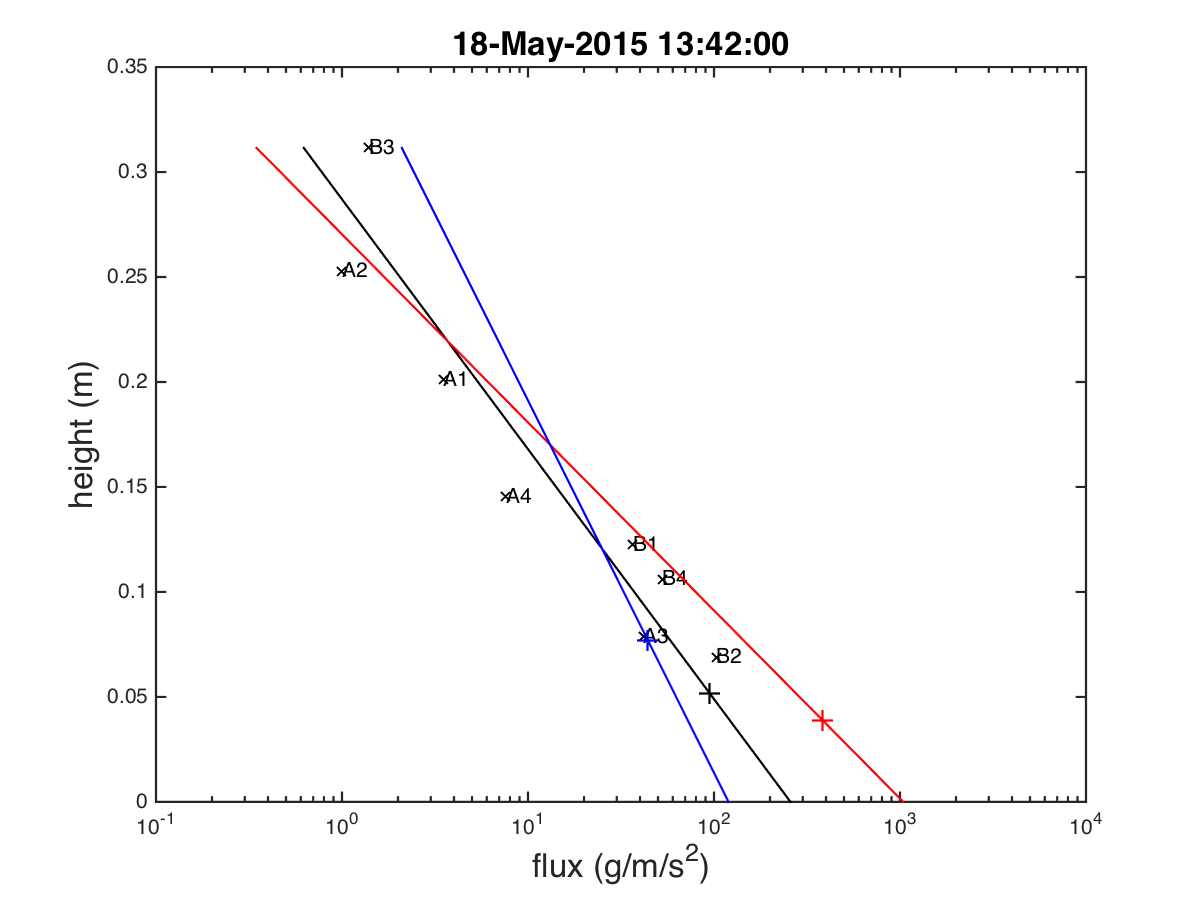 18-May-2015 13:42:00
0.35
0.3
0.25
0.2
0.15
0.1
0.05
0
height (m)
B3
A2
A1
A4
B1
B4
A3
B2
10^-1
10^0
10^1
10^2
10^3
10^4
flux (g/m/s^2)